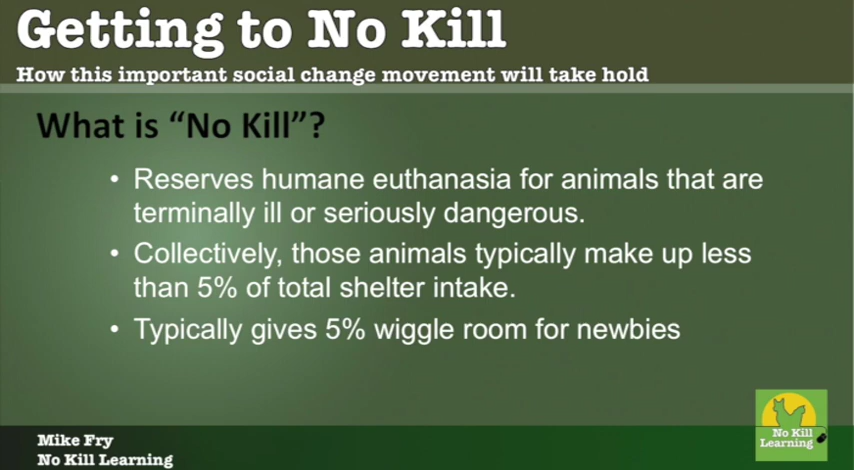 Getting to No Kill
How this important social change movement will take hold
What is “No Kill”?
• Reserves humane euthanasia for animals that are
terminally ill or seriously dangerous.
• Collectively, those animals typically make up less
than 5% of total shelter intake.
• Typically gives 5% wiggle room for newbies
No Kill
Learning
Mike Fry
No Kill Learning